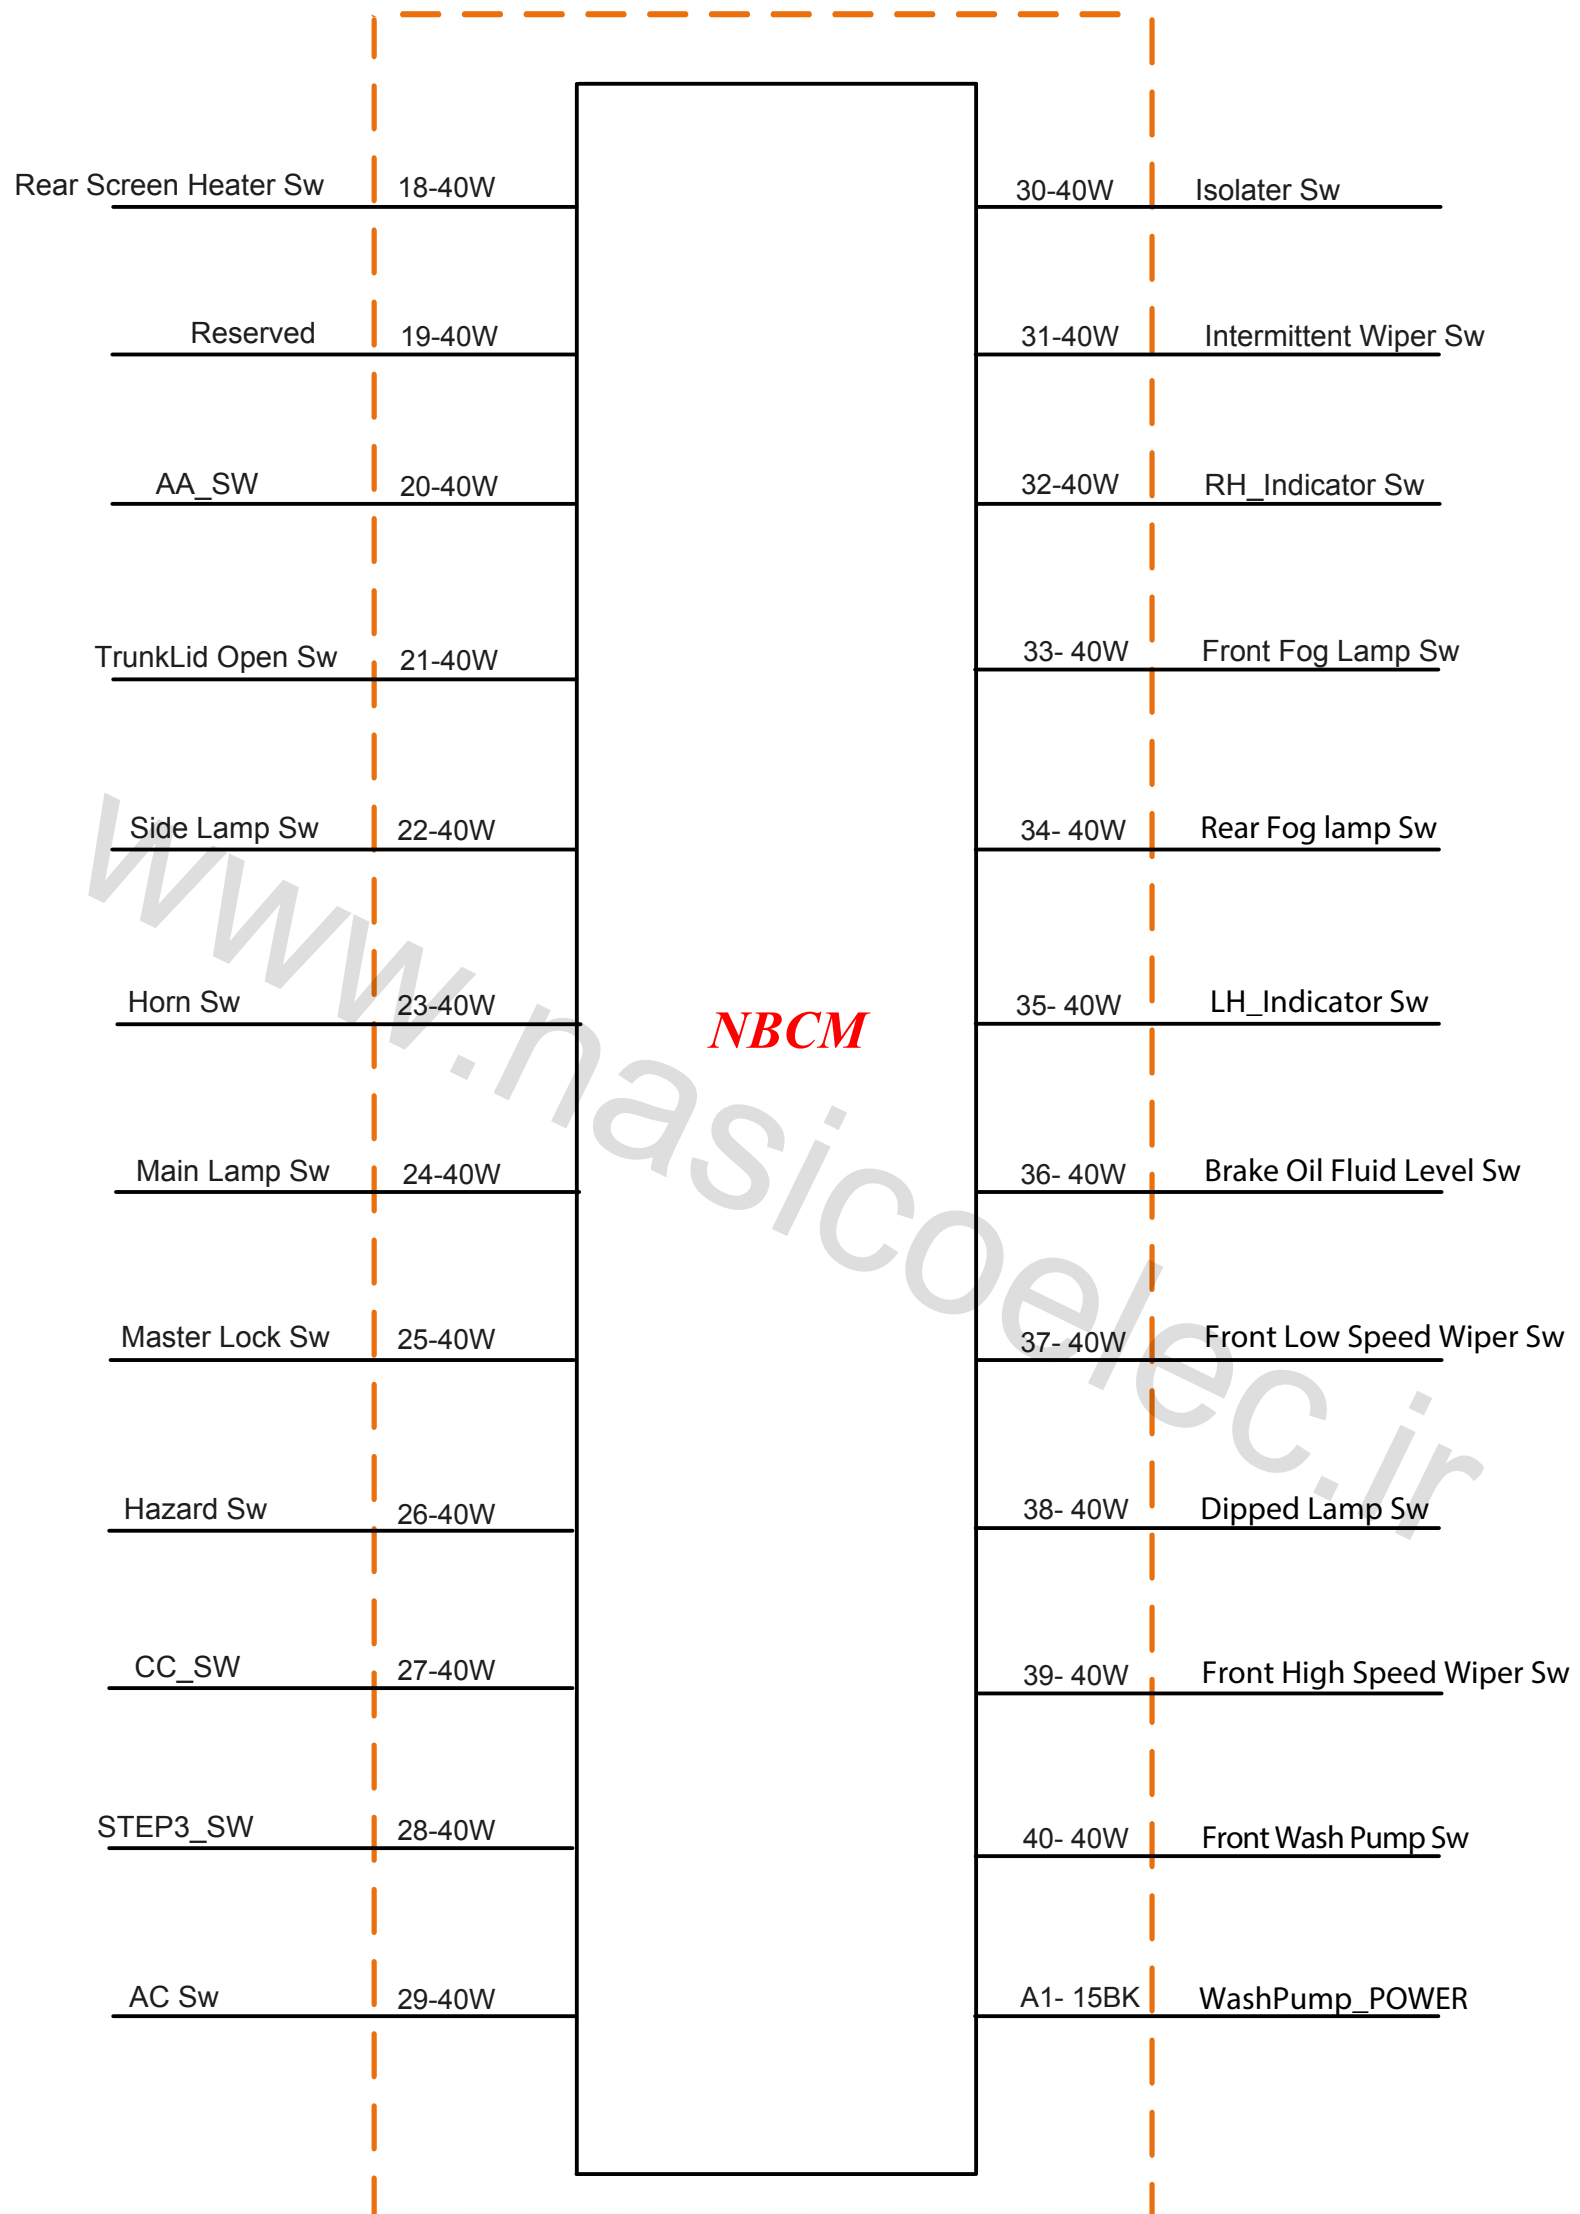 Rear Screen Heater Sw 18-40W 30-40W Isolater Sw
Reserved 19-40W 31-40W Intermittent Wiper Sw
AA_SW 20-40W 32-40W RH_Indicator Sw
TrunkLid Open Sw 21-40W 33- 40W Front Fog Lamp Sw
Side Lamp Sw 22-40W 34- 40W Rear Fog lamp Sw
Horn Sw 23-40W NBCM 35- 40W LH_Indicator Sw
Main Lamp Sw 24-40W 36- 40W Brake Oil Fluid Level Sw
Master Lock Sw 25-40W 37- 40W Front Low Speed Wiper Sw
Hazard Sw 26-40W 38- 40W Dipped Lamp Sw
CC_SW 27-40W 39- 40W Front High Speed Wiper Sw
STEP3_SW 28-40W 40- 40W Front Wash Pump Sw
AC Sw 29-40W A1- 15BK WashPump_POWER
www.nasicoelec.ir